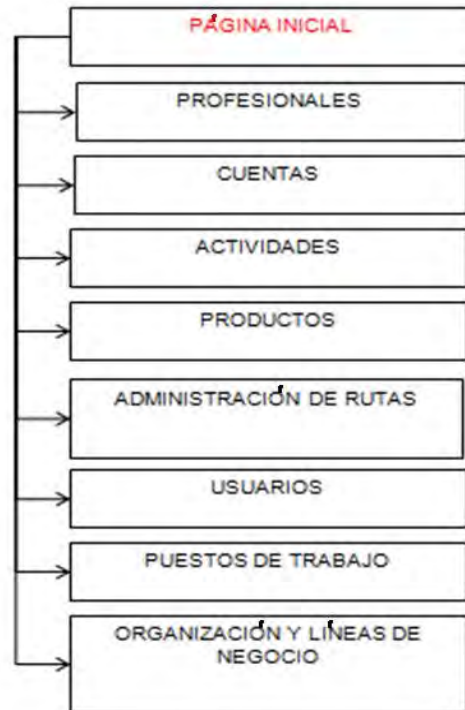 PÁGINA INICIAL
PROFESIONALES
CUENTAS
ACTIVIDADES
PRODUCTOS
ADMINISTRACIÓN DE RUTAS
USUARIOS
PUESTOS DE TRABAJO
ORGANIZACIÓN Y LÍNEAS DE
NEGOCIO